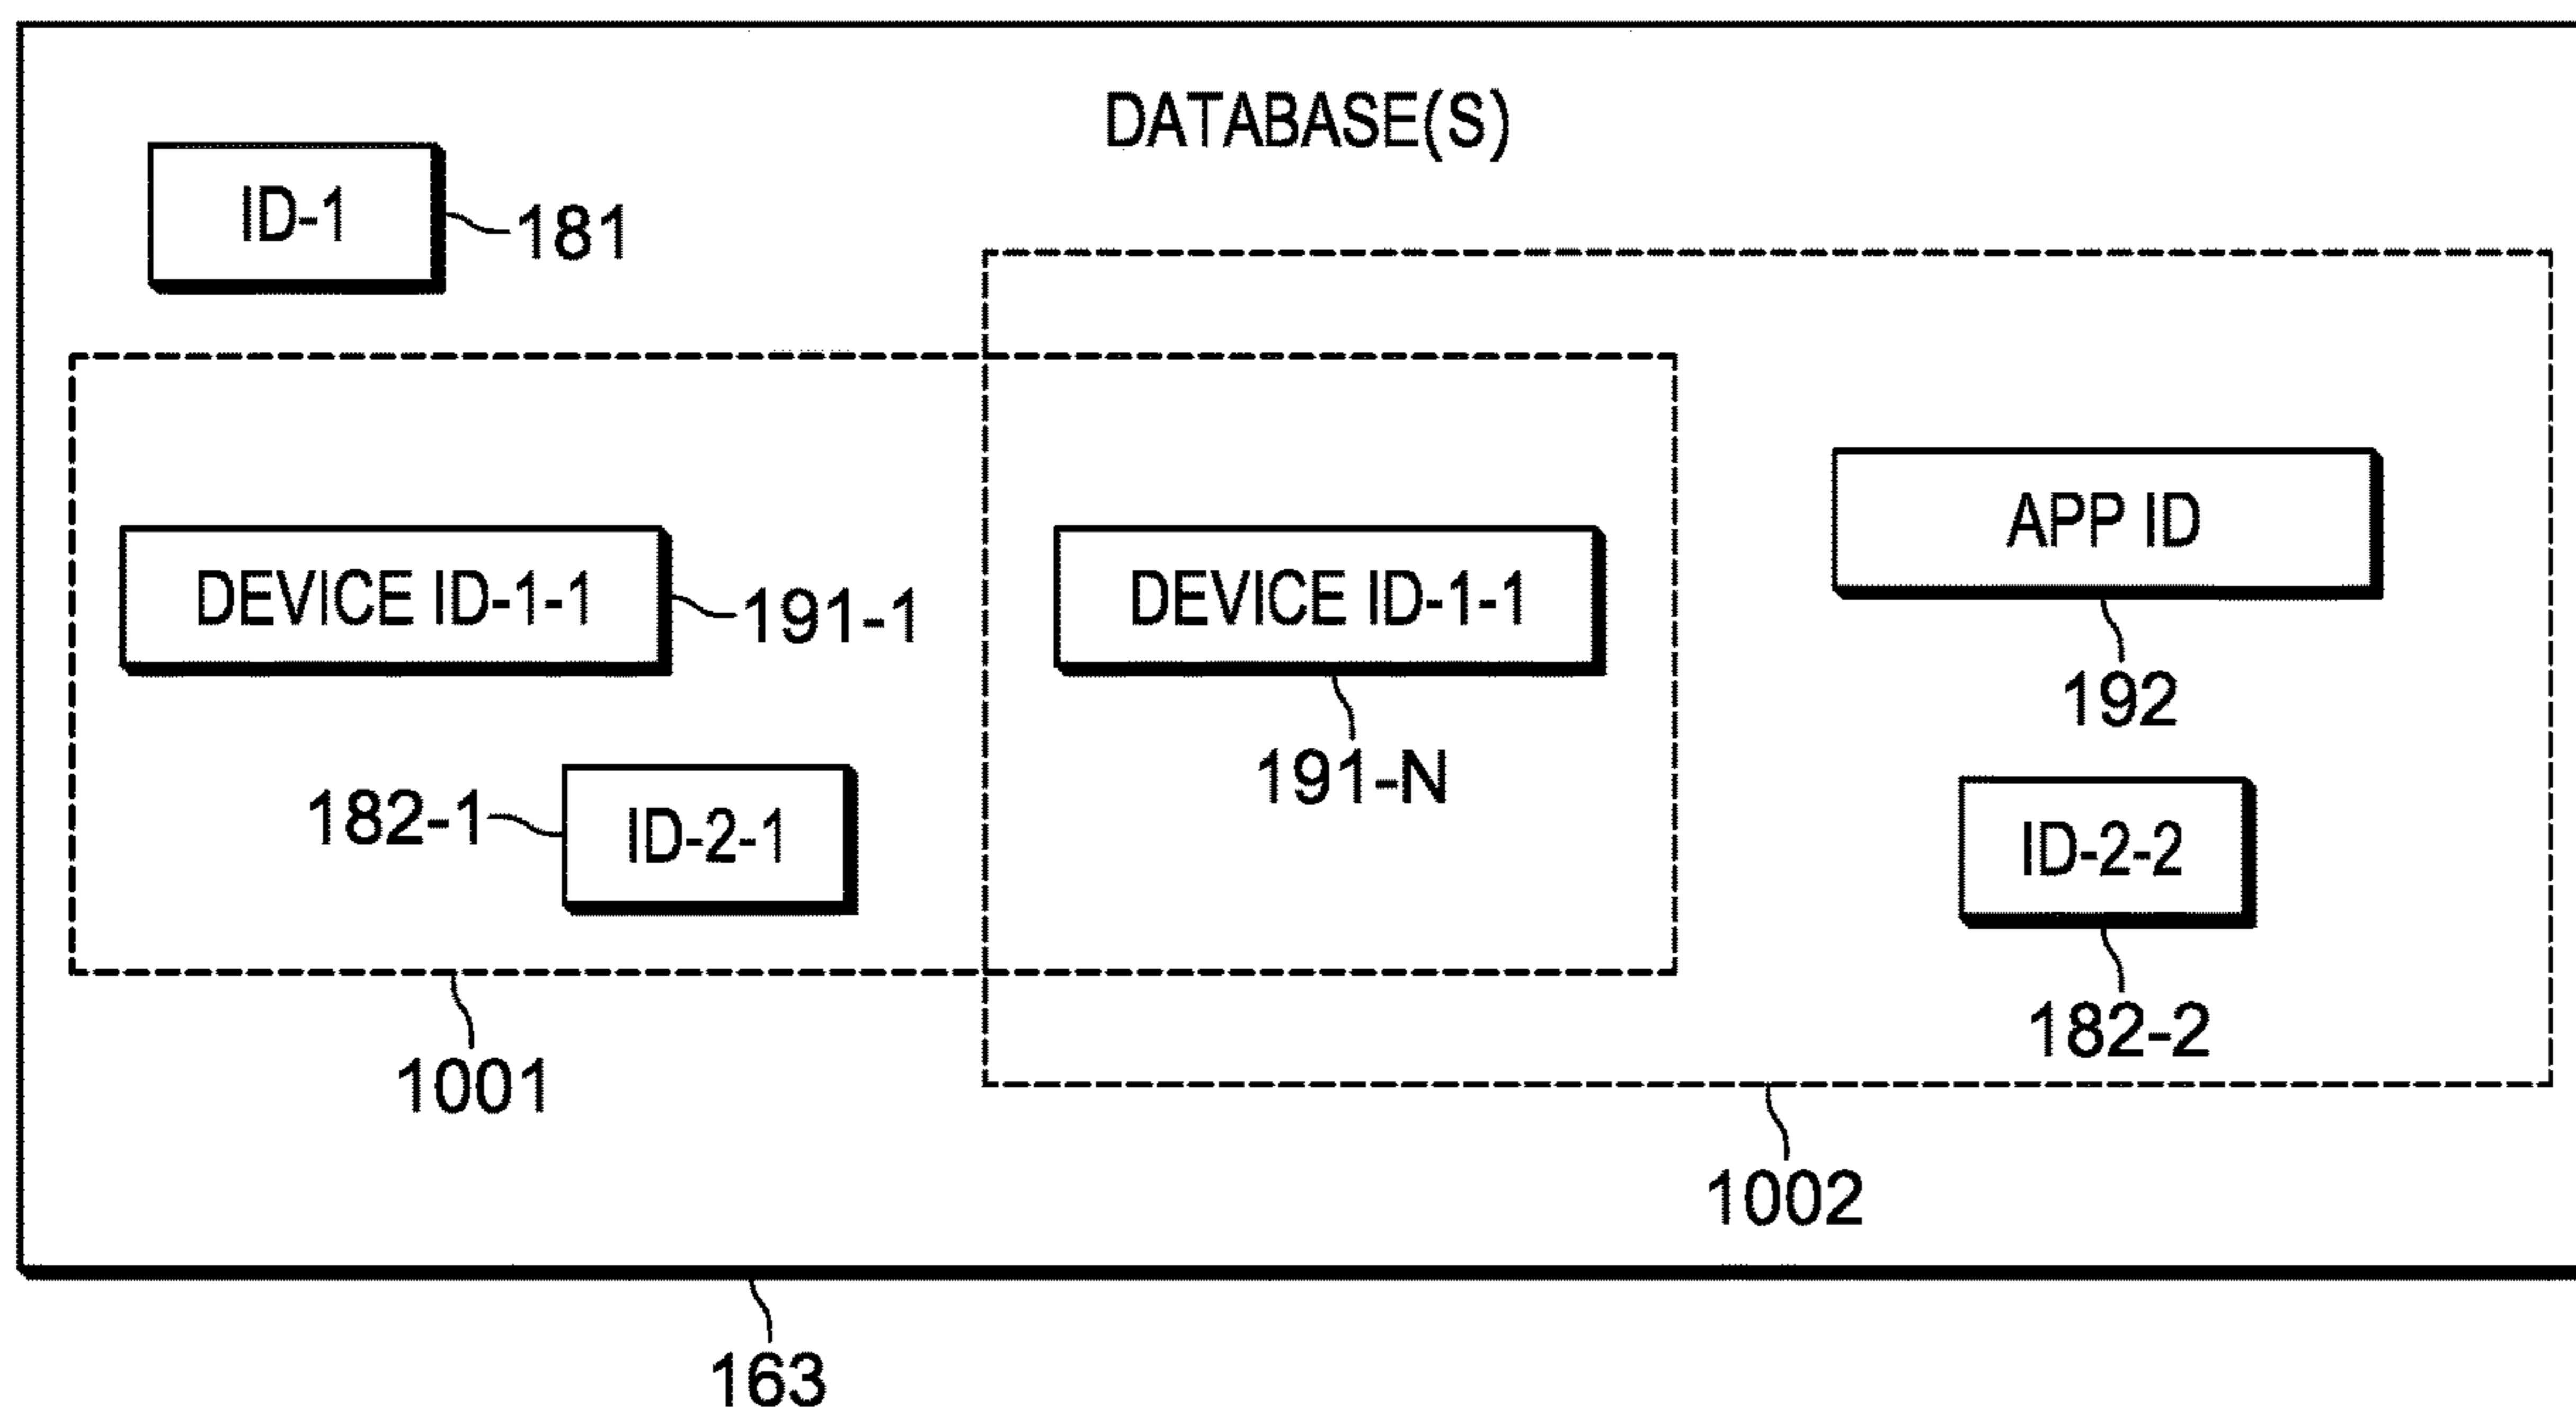 DATABASE(S)
ID-1
181
DEVICE ID-1-1
191-1
DEVICE ID-1-1
191-N
APP ID
192
182-1
ID-2-1
ID-2-2
182-2
1001
1002
163